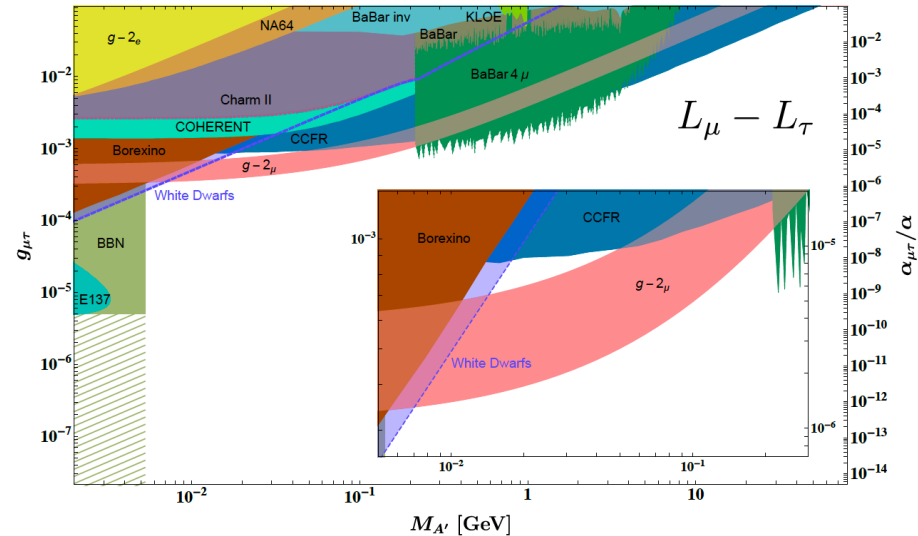 g−2ₑ
NA64
BaBar inv
KLOE
BaBar
BaBar 4 μ
Charm II
COHERENT
CCFR
Borexino
g−2μ
White Dwarfs
BBN
E137
Lμ − Lτ
10⁻²
10⁻³
10⁻⁴
10⁻⁵
10⁻⁶
10⁻⁷
gμτ
10⁻²
10⁻³
10⁻⁴
10⁻⁵
10⁻⁶
10⁻⁷
10⁻⁸
10⁻⁹
10⁻¹⁰
10⁻¹¹
10⁻¹²
10⁻¹³
10⁻¹⁴
αμτ/α
10⁻³
Borexino
CCFR
g−2μ
White Dwarfs
10⁻⁵
10⁻⁶
10⁻² 10⁻¹
10⁻² 10⁻¹ 1 10
M_A′ [GeV]